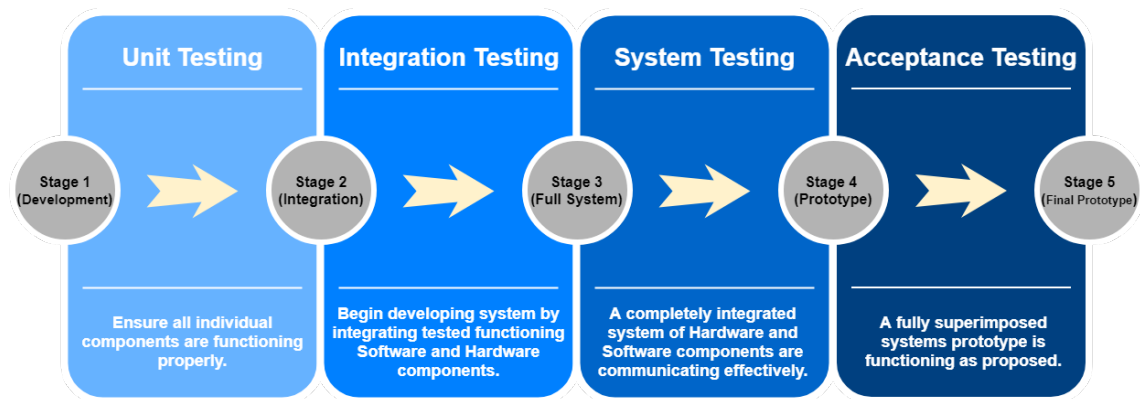 Unit Testing
Integration Testing
System Testing
Acceptance Testing
Stage 1
(Development)
Stage 2
(Integration)
Stage 3
(Full System)
Stage 4
(Prototype)
Stage 5
(Final Prototype)
Ensure all individual
components are functioning
properly.
Begin developing system by
integrating tested functioning
Software and Hardware
components.
A completely integrated
system of Hardware and
Software components are
communicating effectively.
A fully superimposed
systems prototype is
functioning as proposed.